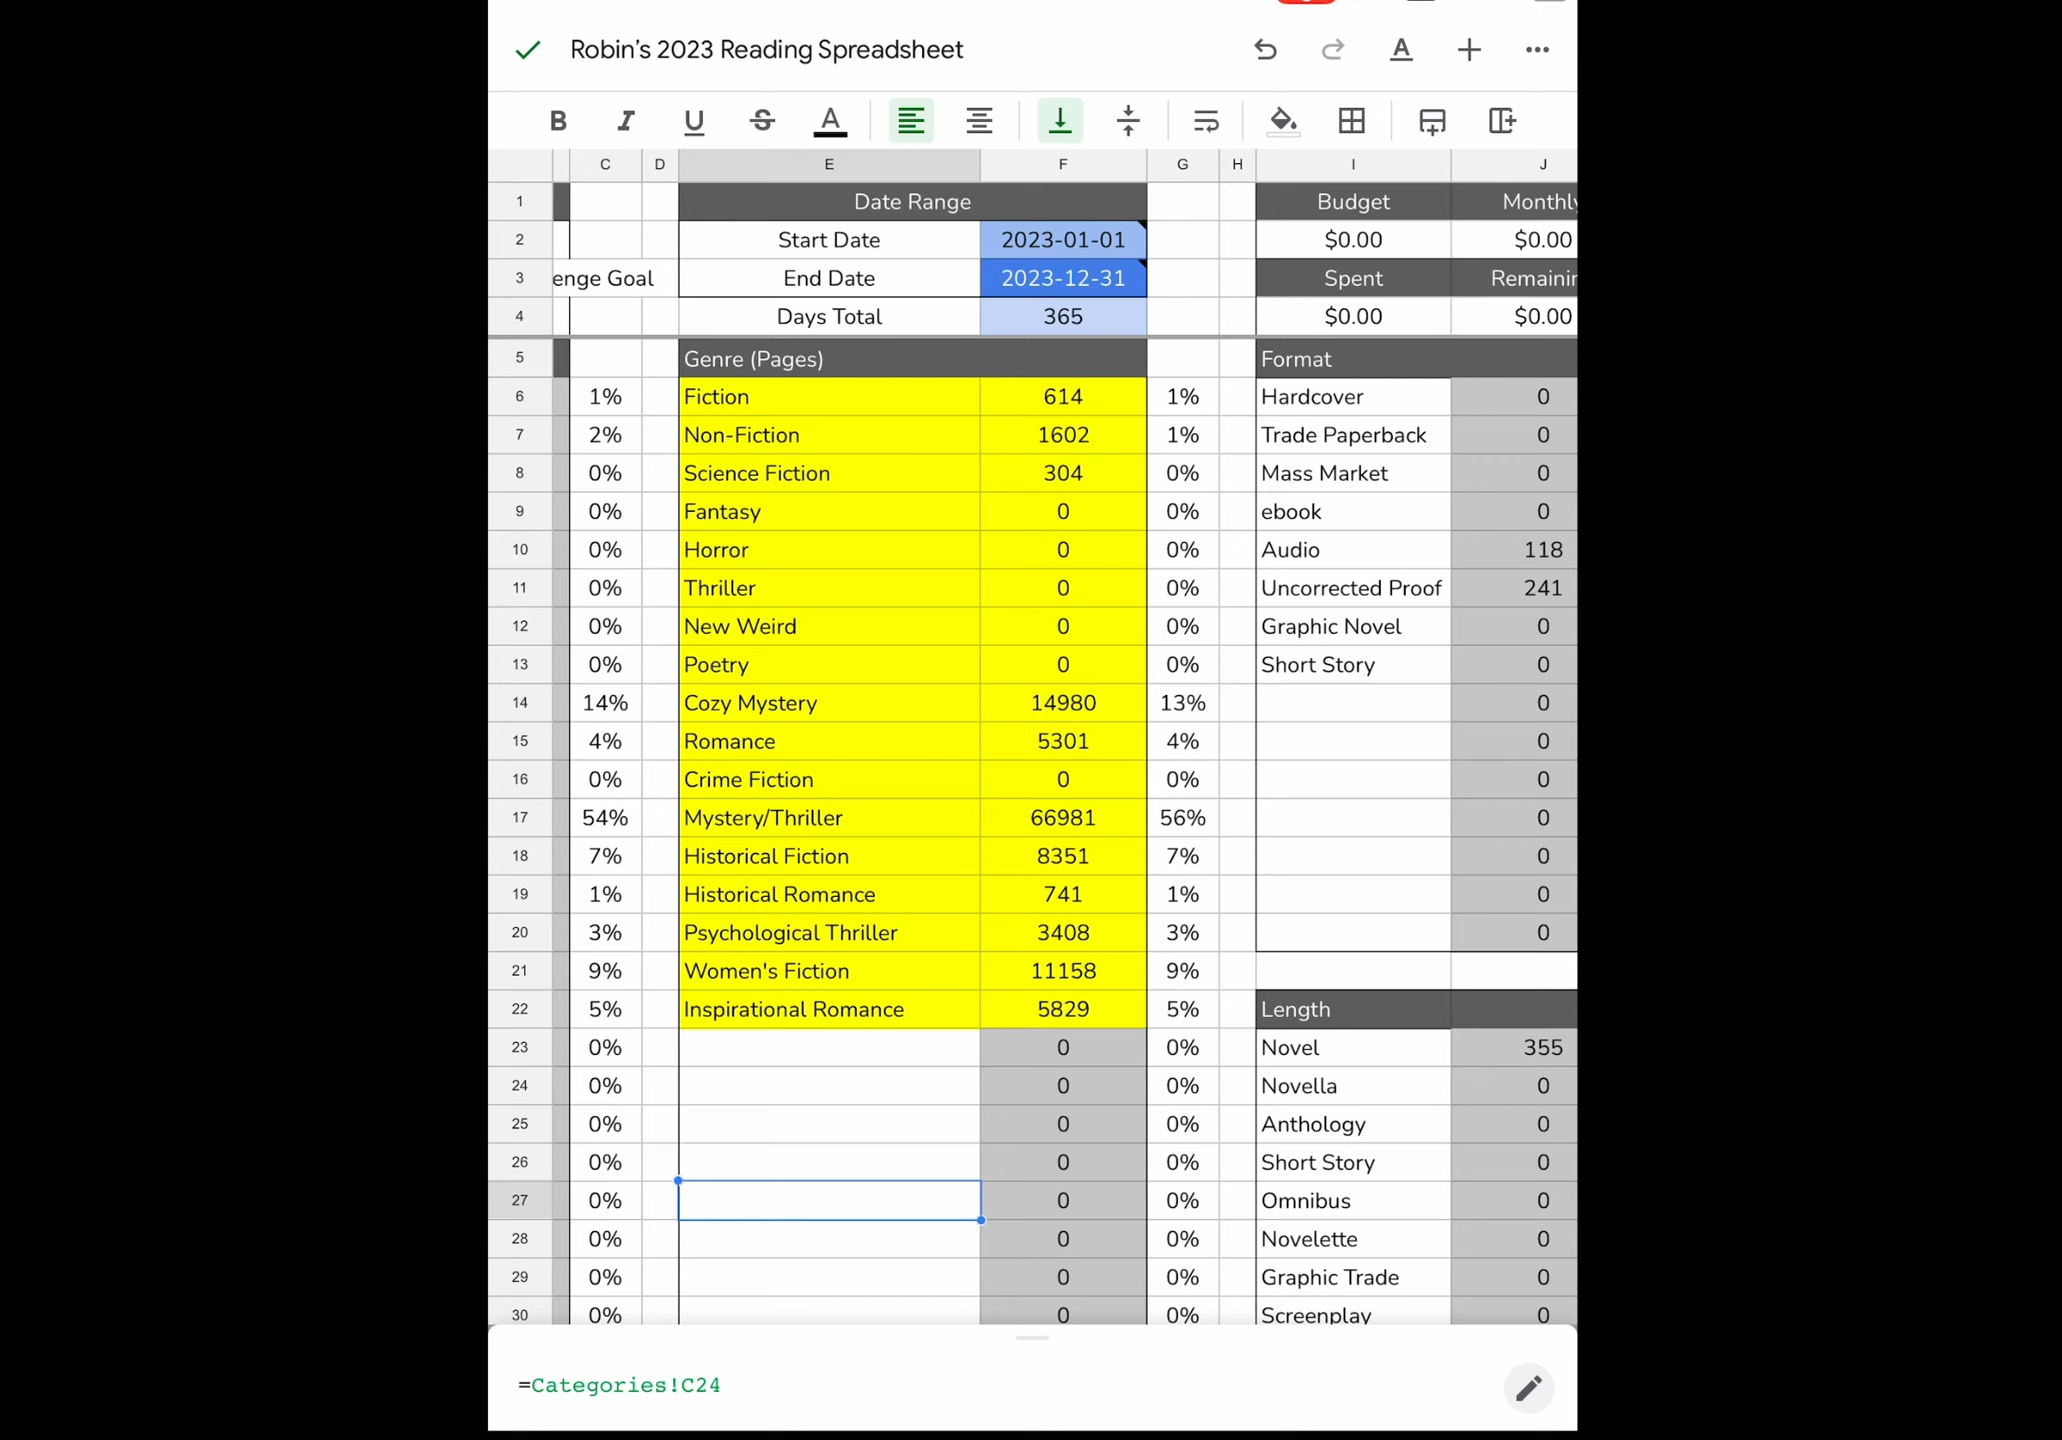 Robin's 2023 Reading Spreadsheet
B I U S A
C D E F G H I J
1 Date Range Budget Monthly
2 Start Date 2023-01-01 $0.00 $0.00
3 enge Goal End Date 2023-12-31 Spent Remainin
4 Days Total 365 $0.00 $0.00
5 Genre (Pages) Format
6 1% Fiction 614 1% Hardcover 0
7 2% Non-Fiction 1602 1% Trade Paperback 0
8 0% Science Fiction 304 0% Mass Market 0
9 0% Fantasy 0 0% ebook 0
10 0% Horror 0 0% Audio 118
11 0% Thriller 0 0% Uncorrected Proof 241
12 0% New Weird 0 0% Graphic Novel 0
13 0% Poetry 0 0% Short Story 0
14 14% Cozy Mystery 14980 13% 0
15 4% Romance 5301 4% 0
16 0% Crime Fiction 0 0% 0
17 54% Mystery/Thriller 66981 56% 0
18 7% Historical Fiction 8351 7% 0
19 1% Historical Romance 741 1% 0
20 3% Psychological Thriller 3408 3% 0
21 9% Women's Fiction 11158 9%
22 5% Inspirational Romance 5829 5% Length
23 0% 0 0% Novel 355
24 0% 0 0% Novella 0
25 0% 0 0% Anthology 0
26 0% 0 0% Short Story 0
27 0% 0 0% Omnibus 0
28 0% 0 0% Novelette 0
29 0% 0 0% Graphic Trade 0
30 0% 0 0% Screenplay 0
=Categories!C24